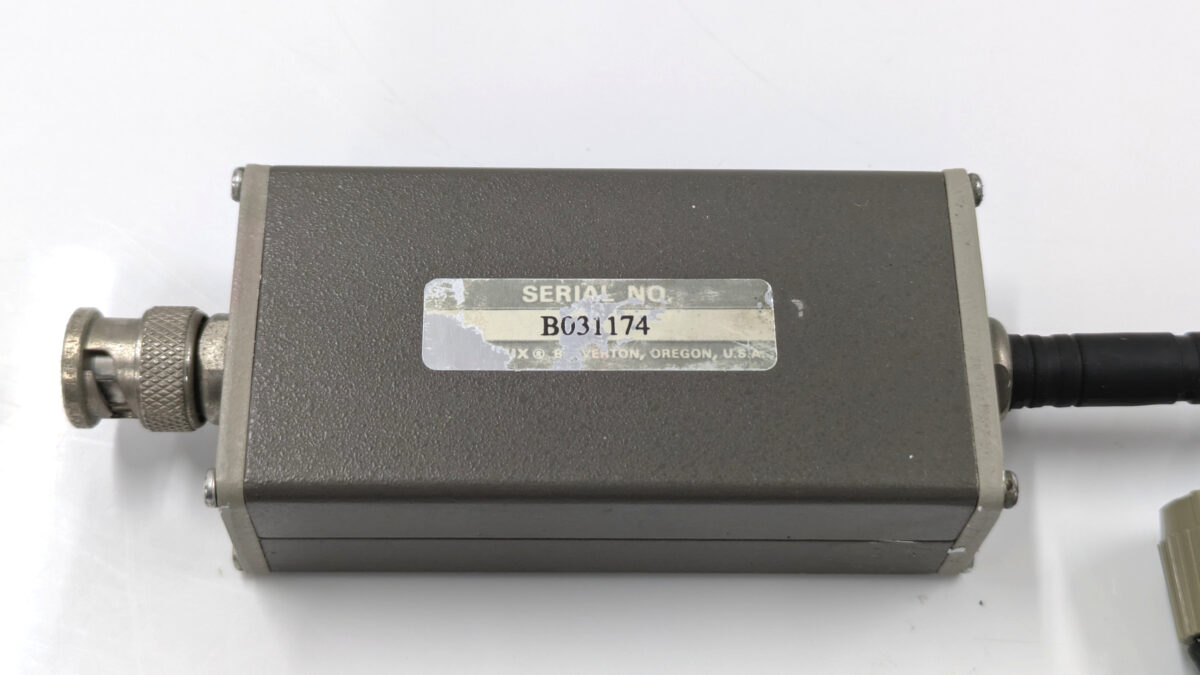 SERIAL NO.
B031174
OREGON, U.S.A.